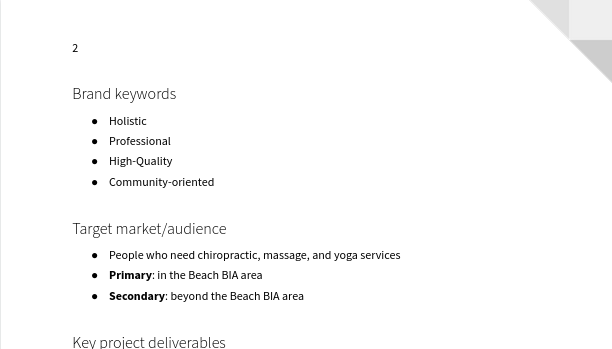 2
Brand keywords
● Holistic
● Professional
● High-Quality
● Community-oriented
Target market/audience
● People who need chiropractic, massage, and yoga services
● Primary: in the Beach BIA area
● Secondary: beyond the Beach BIA area
Key project deliverables